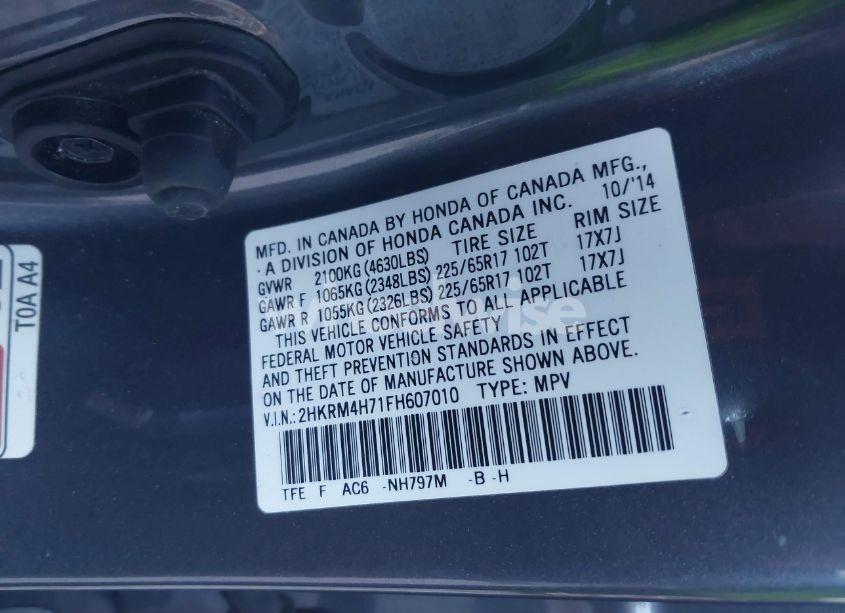 MFD. IN CANADA BY HONDA OF CANADA MFG.,
A DIVISION OF HONDA CANADA INC. 10/'14
GVWR 2100KG(4630LBS) TIRE SIZE RIM SIZE
GAWR F 1065KG(2348LBS) 225/65R17 102T 17X7J
GAWR R 1055KG(2326LBS) 225/65R17 102T 17X7J
THIS VEHICLE CONFORMS TO ALL APPLICABLE
FEDERAL MOTOR VEHICLE SAFETY
AND THEFT PREVENTION STANDARDS IN EFFECT
ON THE DATE OF MANUFACTURE SHOWN ABOVE.
V.I.N.: 2HKRM4H71FH607010 TYPE: MPV
TFE F AC6 -NH797M -B -H
T0A A4